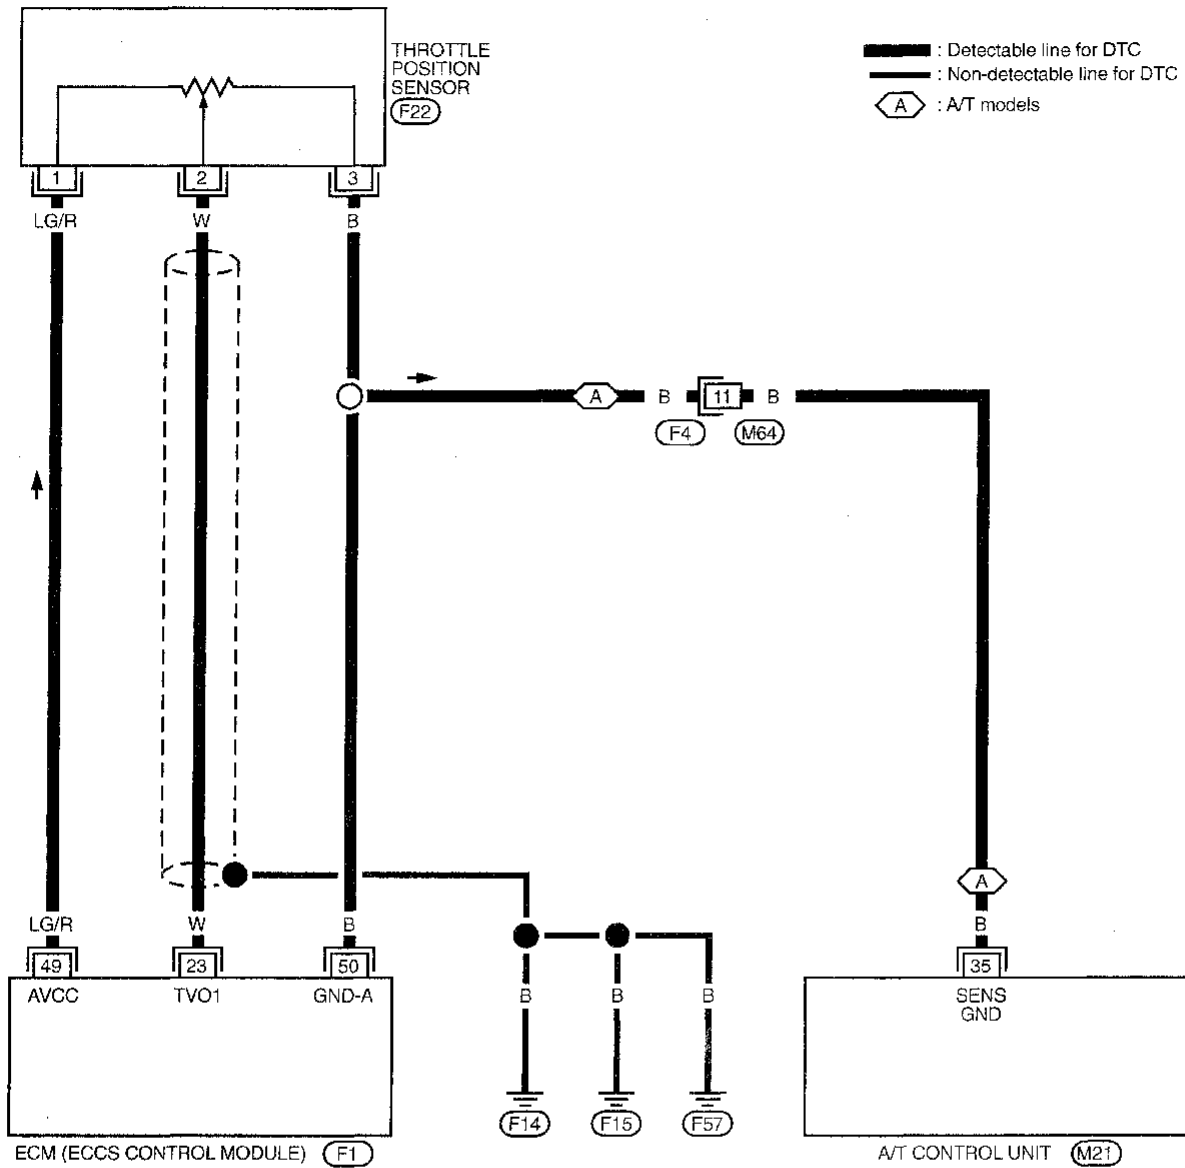 THROTTLE
POSITION
SENSOR
F22
: Detectable line for DTC
: Non-detectable line for DTC
A : A/T models
1 2 3
LG/R W B
A B 11 B
F4 M64
A
LG/R W B
B
49 23 50
35
AVCC TVO1 GND-A
B B B
SENS
GND
F14 F15 F57
ECM (ECCS CONTROL MODULE) F1
A/T CONTROL UNIT M21